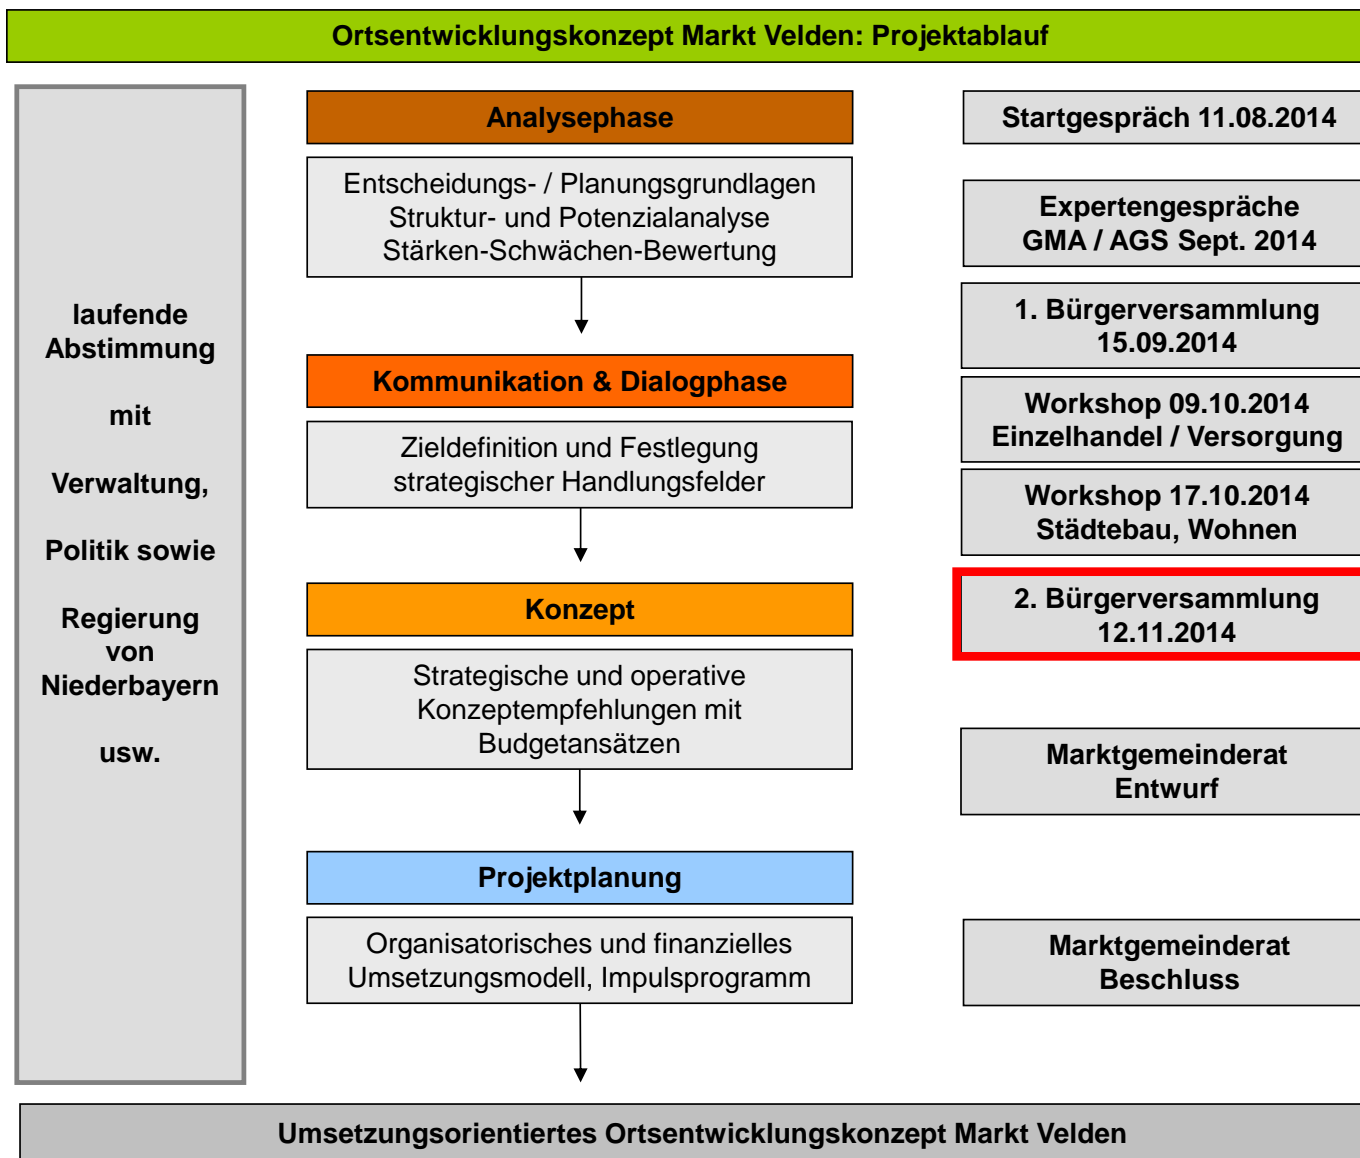 Ortsentwicklungskonzept Markt Velden: Projektablauf
laufende
Abstimmung
mit
Verwaltung,
Politik sowie
Regierung
von
Niederbayern
usw.
Analysephase
Entscheidungs- / Planungsgrundlagen
Struktur- und Potenzialanalyse
Stärken-Schwächen-Bewertung
Kommunikation & Dialogphase
Zieldefinition und Festlegung
strategischer Handlungsfelder
Konzept
Strategische und operative
Konzeptempfehlungen mit
Budgetansätzen
Projektplanung
Organisatorisches und finanzielles
Umsetzungsmodell, Impulsprogramm
Startgespräch 11.08.2014
Expertengespräche
GMA / AGS Sept. 2014
1. Bürgerversammlung
15.09.2014
Workshop 09.10.2014
Einzelhandel / Versorgung
Workshop 17.10.2014
Städtebau, Wohnen
2. Bürgerversammlung
12.11.2014
Marktgemeinderat
Entwurf
Marktgemeinderat
Beschluss
Umsetzungsorientiertes Ortsentwicklungskonzept Markt Velden